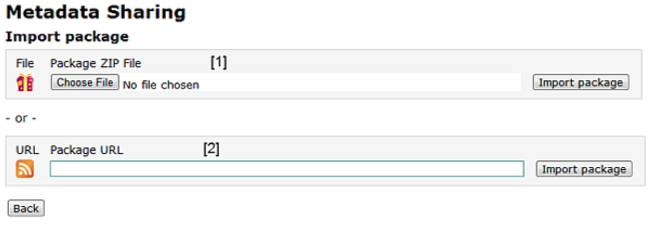 Metadata Sharing
Import package
File Package ZIP File [1]
Choose File No file chosen Import package
- or -
URL Package URL [2]
Import package
Back